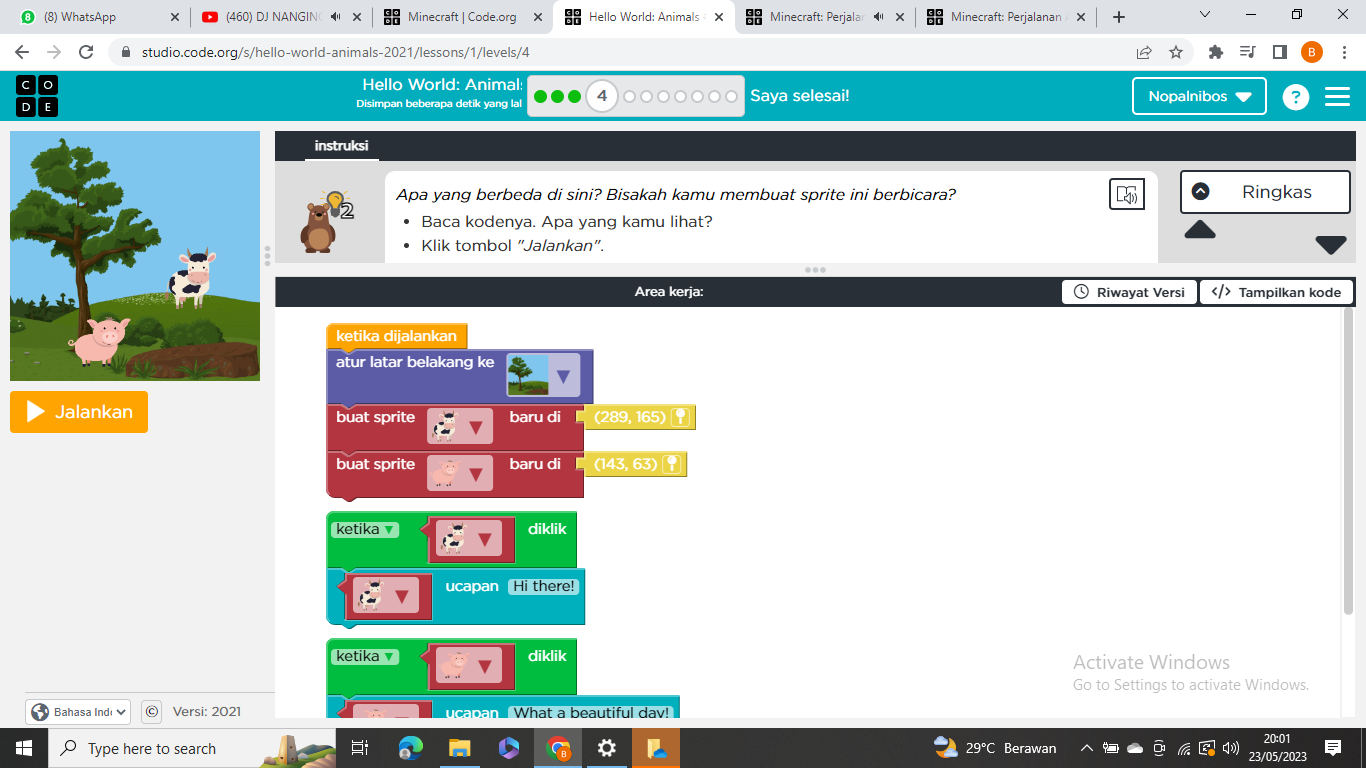 (8) WhatsApp
(460) DJ NANGING
Minecraft | Code.org
Hello World: Animals
Minecraft: Perjalan
Minecraft: Perjalanan
studio.code.org/s/hello-world-animals-2021/lessons/1/levels/4
B
C O
D E
Hello World: Animal
Disimpan beberapa detik yang lal
4
Saya selesai!
Nopalnibos
?
instruksi
2
Apa yang berbeda di sini? Bisakah kamu membuat sprite ini berbicara?
• Baca kodenya. Apa yang kamu lihat?
• Klik tombol "Jalankan".
Ringkas
Area kerja:
Riwayat Versi
</> Tampilkan kode
Jalankan
ketika dijalankan
atur latar belakang ke
buat sprite baru di (289, 165)
buat sprite baru di (143, 63)
ketika diklik
ucapan Hi there!
ketika diklik
ucapan What a beautiful day!
Activate Windows
Go to Settings to activate Windows.
Bahasa Ind
© Versi: 2021
Type here to search
29°C Berawan
20:01
23/05/2023